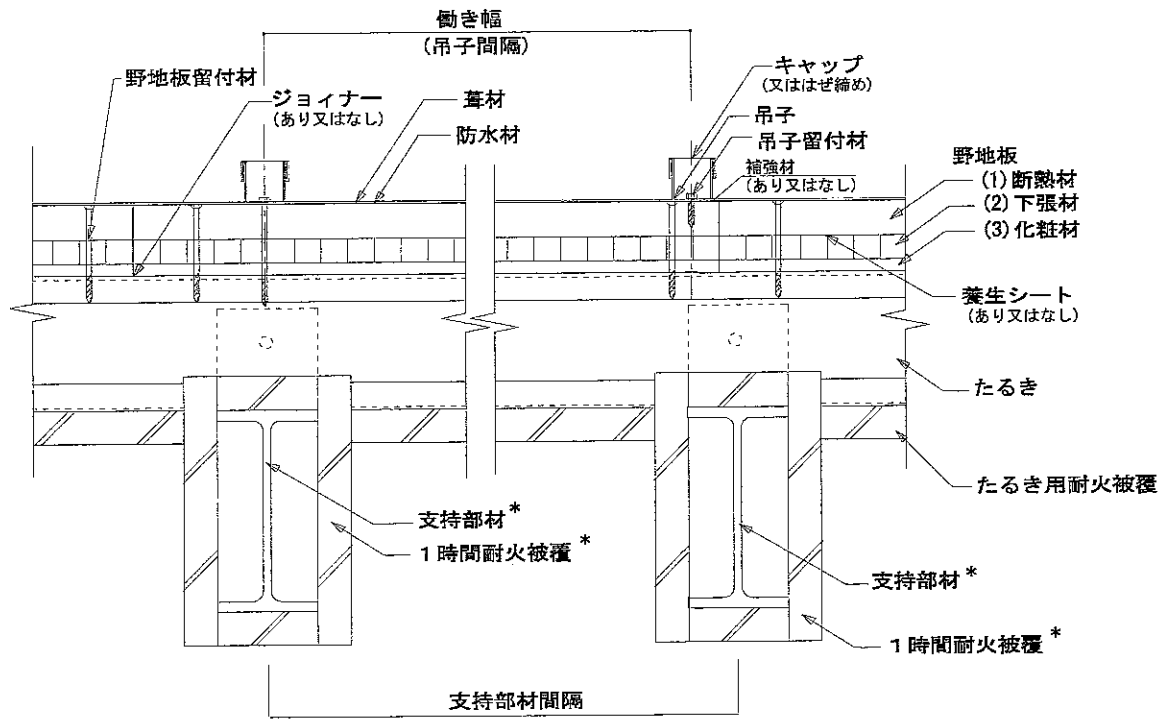 働き幅
(吊子間隔)
野地板留付材
ジョイナー
(あり又はなし)
葺材
防水材
キャップ
(又ははぜ締め)
吊子
吊子留付材
補強材
(あり又はなし)
野地板
(1)断熱材
(2)下張材
(3)化粧材
養生シート
(あり又はなし)
たるき
たるき用耐火被覆
支持部材*
1時間耐火被覆*
支持部材*
1時間耐火被覆*
支持部材間隔